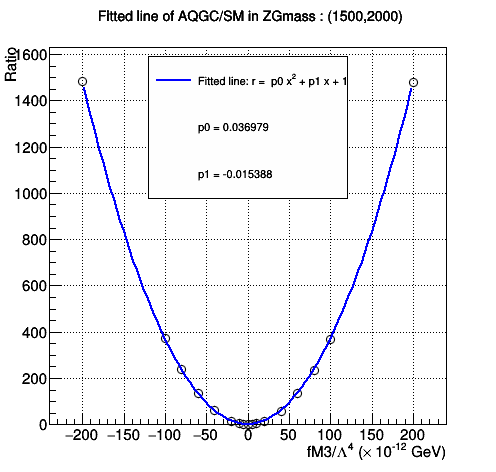 FItted line of AQGC/SM in ZGmass : (1500,2000)
Ratio
1600
1400
1200
1000
800
600
400
200
0
Fitted line: r = p0 x² + p1 x + 1
p0 = 0.036979
p1 = -0.015388
−200 −150 −100 −50 0 50 100 150 200
fM3/Λ⁴ (× 10⁻¹² GeV)